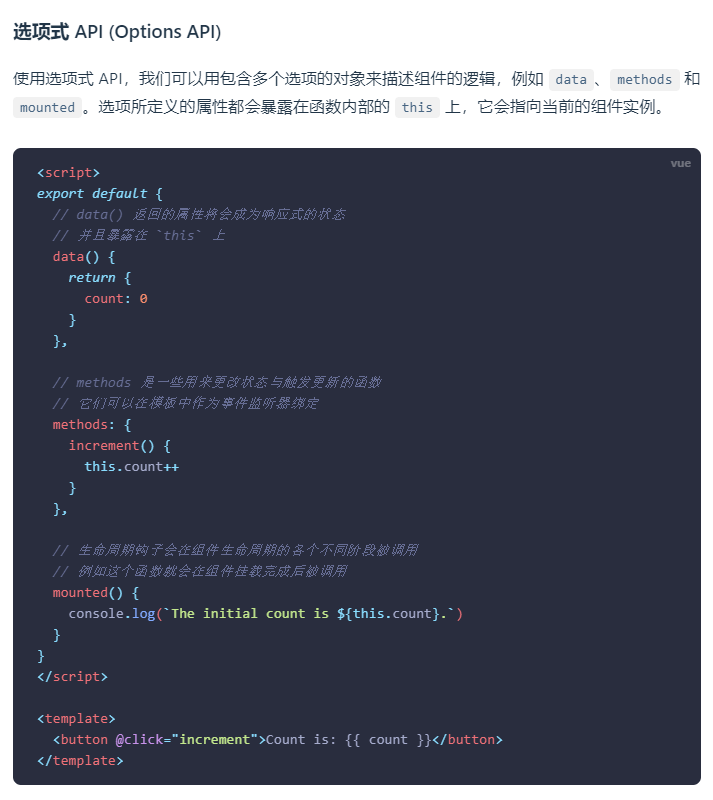 选项式 API (Options API)
使用选项式 API，我们可以用包含多个选项的对象来描述组件的逻辑，例如 data、methods 和
mounted。选项所定义的属性都会暴露在函数内部的 this 上，它会指向当前的组件实例。
vue
<script>
export default {
  // data() 返回的属性将会成为响应式的状态
  // 并且暴露在 `this` 上
  data() {
    return {
      count: 0
    }
  },

  // methods 是一些用来更改状态与触发更新的函数
  // 它们可以在模板中作为事件监听器绑定
  methods: {
    increment() {
      this.count++
    }
  },

  // 生命周期钩子会在组件生命周期的各个不同阶段被调用
  // 例如这个函数就会在组件挂载完成后被调用
  mounted() {
    console.log(`The initial count is ${this.count}.`)
  }
}
</script>

<template>
  <button @click="increment">Count is: {{ count }}</button>
</template>